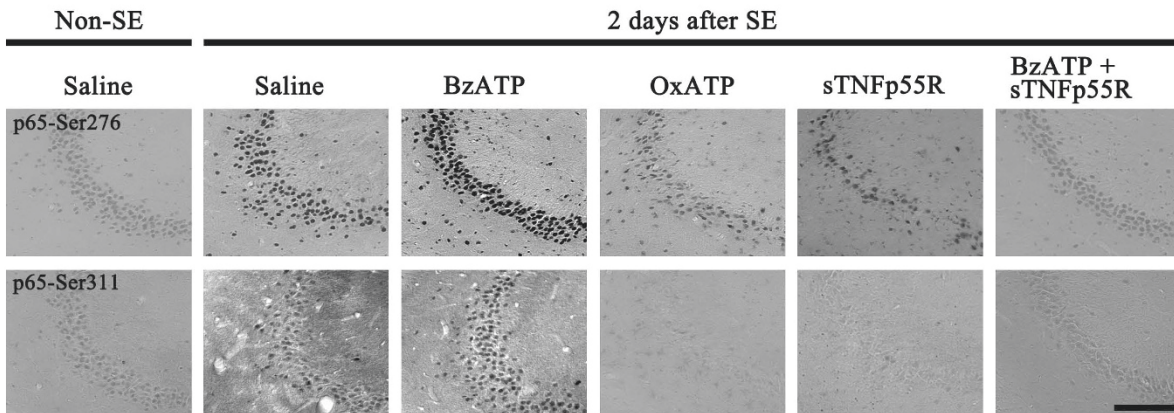 Non-SE
2 days after SE
Saline
Saline
BzATP
OxATP
sTNFp55R
BzATP +
sTNFp55R
p65-Ser276
p65-Ser311